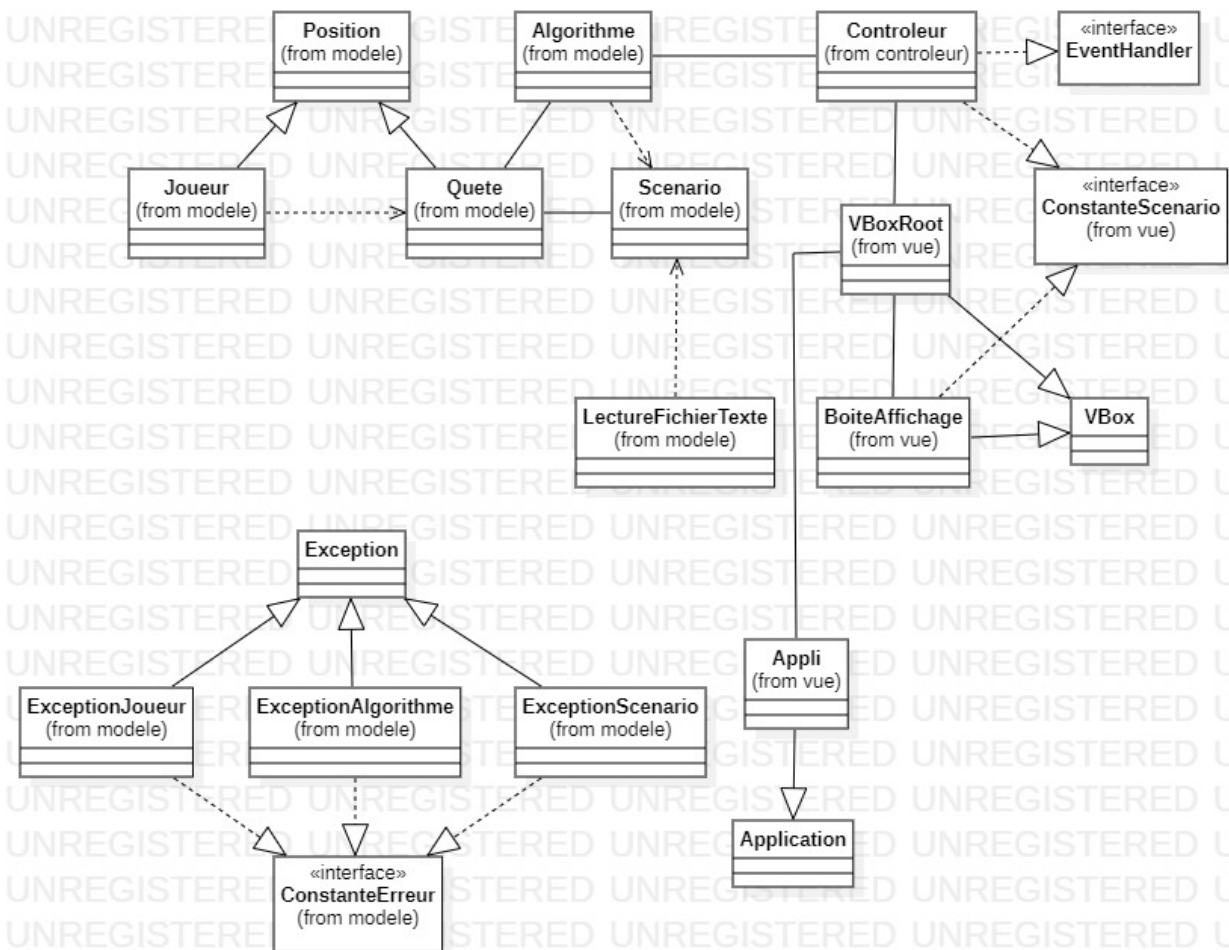 Position
(from modele)
Algorithme
(from modele)
Controleur
(from controleur)
«interface»
EventHandler
Joueur
(from modele)
Quete
(from modele)
Scenario
(from modele)
«interface»
ConstanteScenario
(from vue)
VBoxRoot
(from vue)
LectureFichierTexte
(from modele)
BoiteAffichage
(from vue)
VBox
Exception
Appli
(from vue)
ExceptionJoueur
(from modele)
ExceptionAlgorithme
(from modele)
ExceptionScenario
(from modele)
Application
«interface»
ConstanteErreur
(from modele)
UNREGISTERED